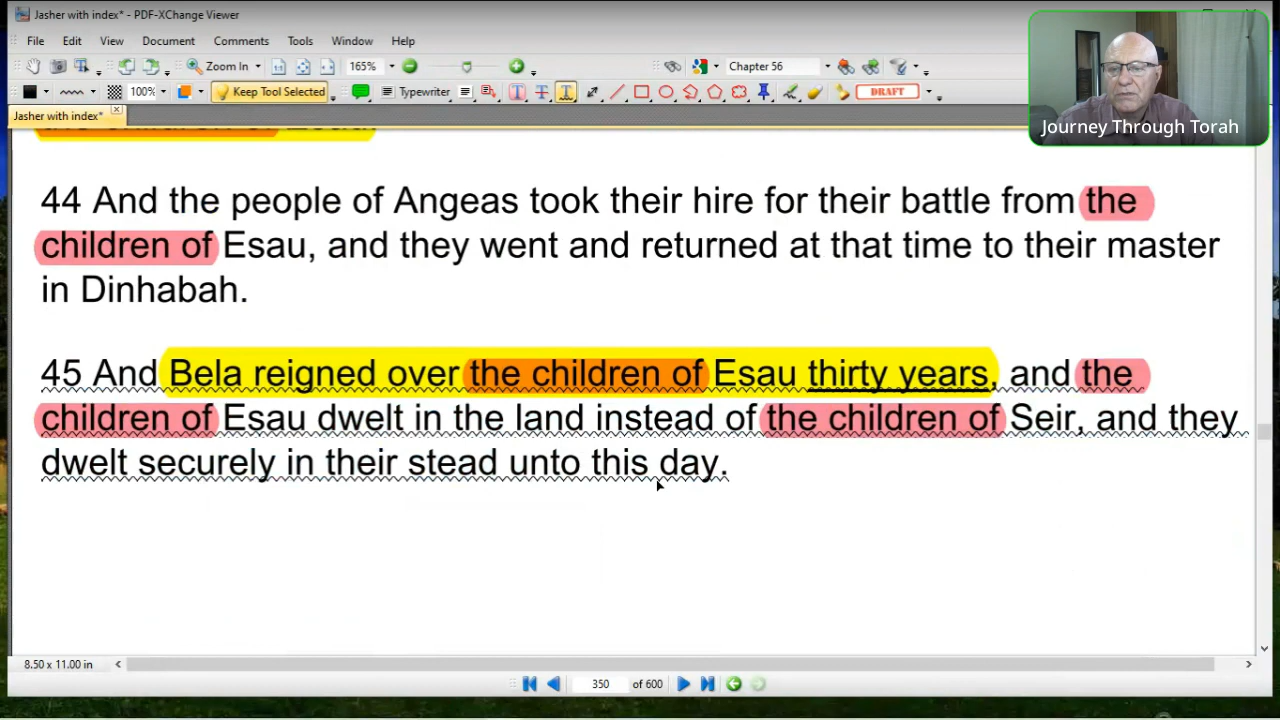 Jasher with index* - PDF-XChange Viewer
File Edit View Document Comments Tools Window Help
Zoom In 165% Chapter 56
100% Keep Tool Selected Typewriter DRAFT
Jasher with index*
Journey Through Torah
44 And the people of Angeas took their hire for their battle from the
children of Esau, and they went and returned at that time to their master
in Dinhabah.
45 And Bela reigned over the children of Esau thirty years, and the
children of Esau dwelt in the land instead of the children of Seir, and they
dwelt securely in their stead unto this day.
8.50 x 11.00 in
350 of 600